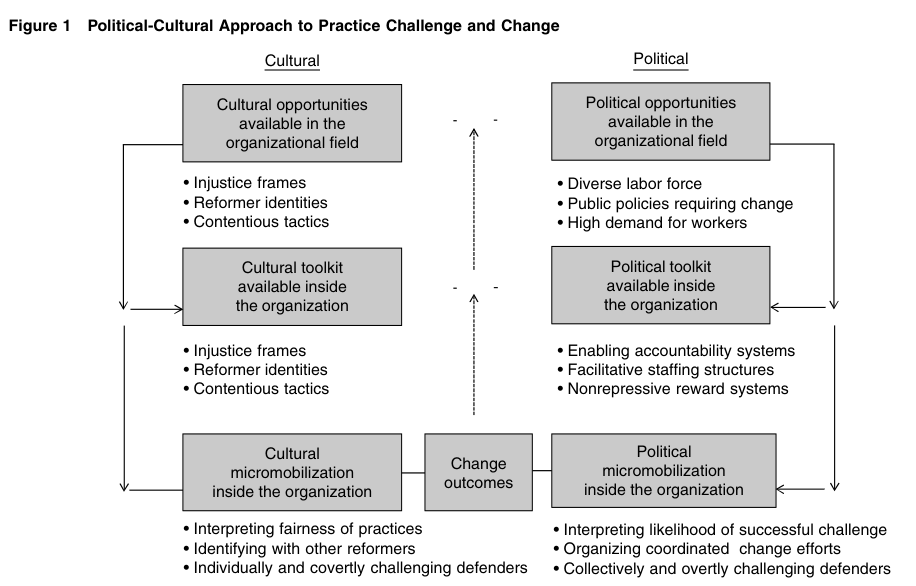 Figure 1 Political-Cultural Approach to Practice Challenge and Change
Cultural
Political
Cultural opportunities
available in the
organizational field
Political opportunities
available in the
organizational field
• Injustice frames
• Reformer identities
• Contentious tactics
• Diverse labor force
• Public policies requiring change
• High demand for workers
Cultural toolkit
available inside
the organization
Political toolkit
available inside
the organization
• Injustice frames
• Reformer identities
• Contentious tactics
• Enabling accountability systems
• Facilitative staffing structures
• Nonrepressive reward systems
Cultural
micromobilization
inside the organization
Change
outcomes
Political
micromobilization
inside the organization
• Interpreting fairness of practices
• Identifying with other reformers
• Individually and covertly challenging defenders
• Interpreting likelihood of successful challenge
• Organizing coordinated change efforts
• Collectively and overtly challenging defenders